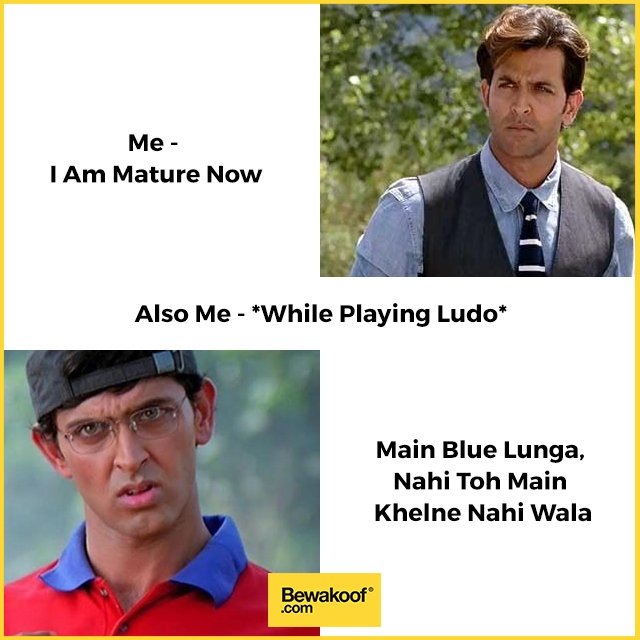 Me -
I Am Mature Now
Also Me - *While Playing Ludo*
Main Blue Lunga,
Nahi Toh Main
Khelne Nahi Wala
Bewakoof®
.com